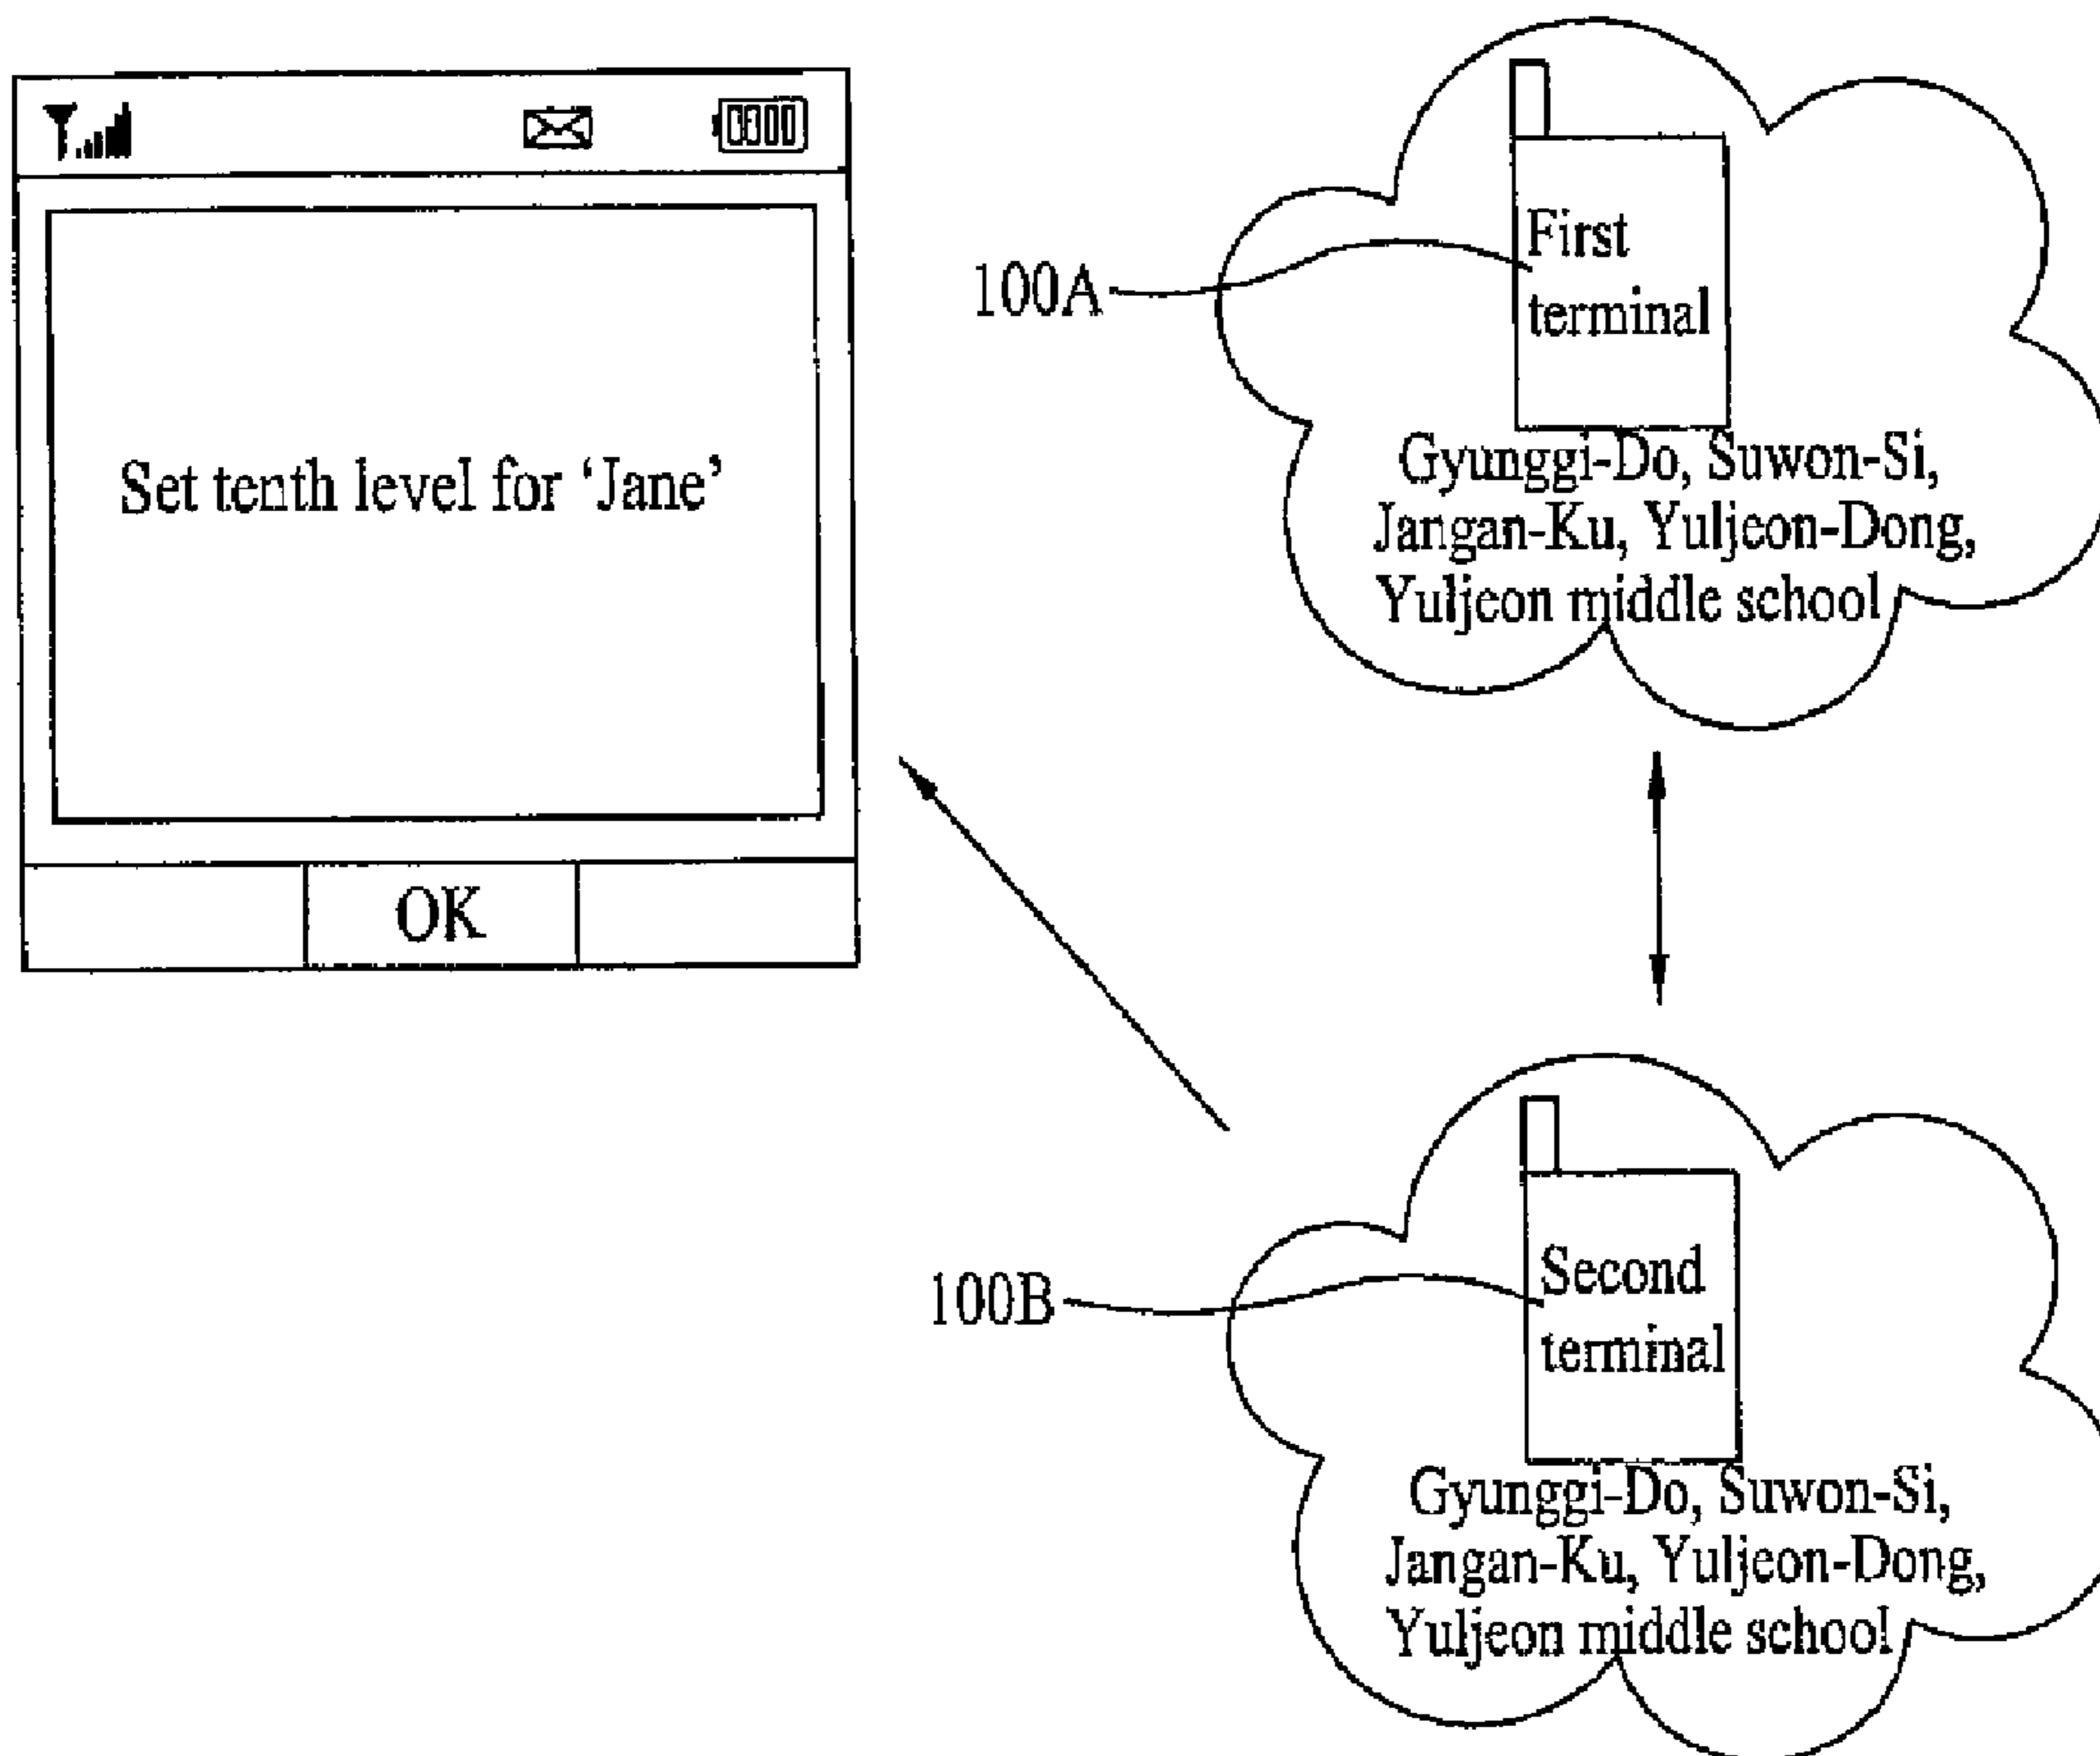 Set tenth level for ‘Jane’
OK
100A
First
terminal
Gyunggi-Do, Suwon-Si,
Jangan-Ku, Yuljeon-Dong,
Yuljeon middle school
100B
Second
terminal
Gyunggi-Do, Suwon-Si,
Jangan-Ku, Yuljeon-Dong,
Yuljeon middle school